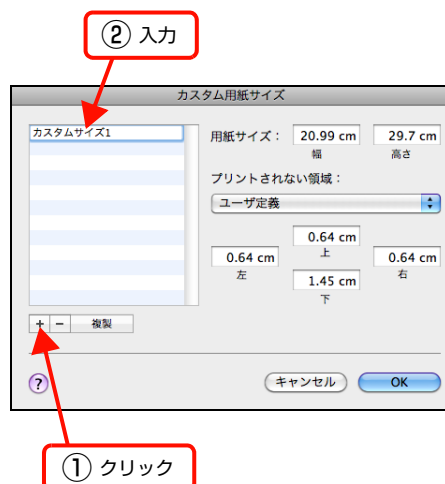 ② 入力
カスタム用紙サイズ
カスタムサイズ1
用紙サイズ： 20.99 cm 29.7 cm
幅 高さ
プリントされない領域：
ユーザ定義
0.64 cm
上
0.64 cm 0.64 cm
左 右
1.45 cm
下
+ − 複製
? キャンセル OK
① クリック